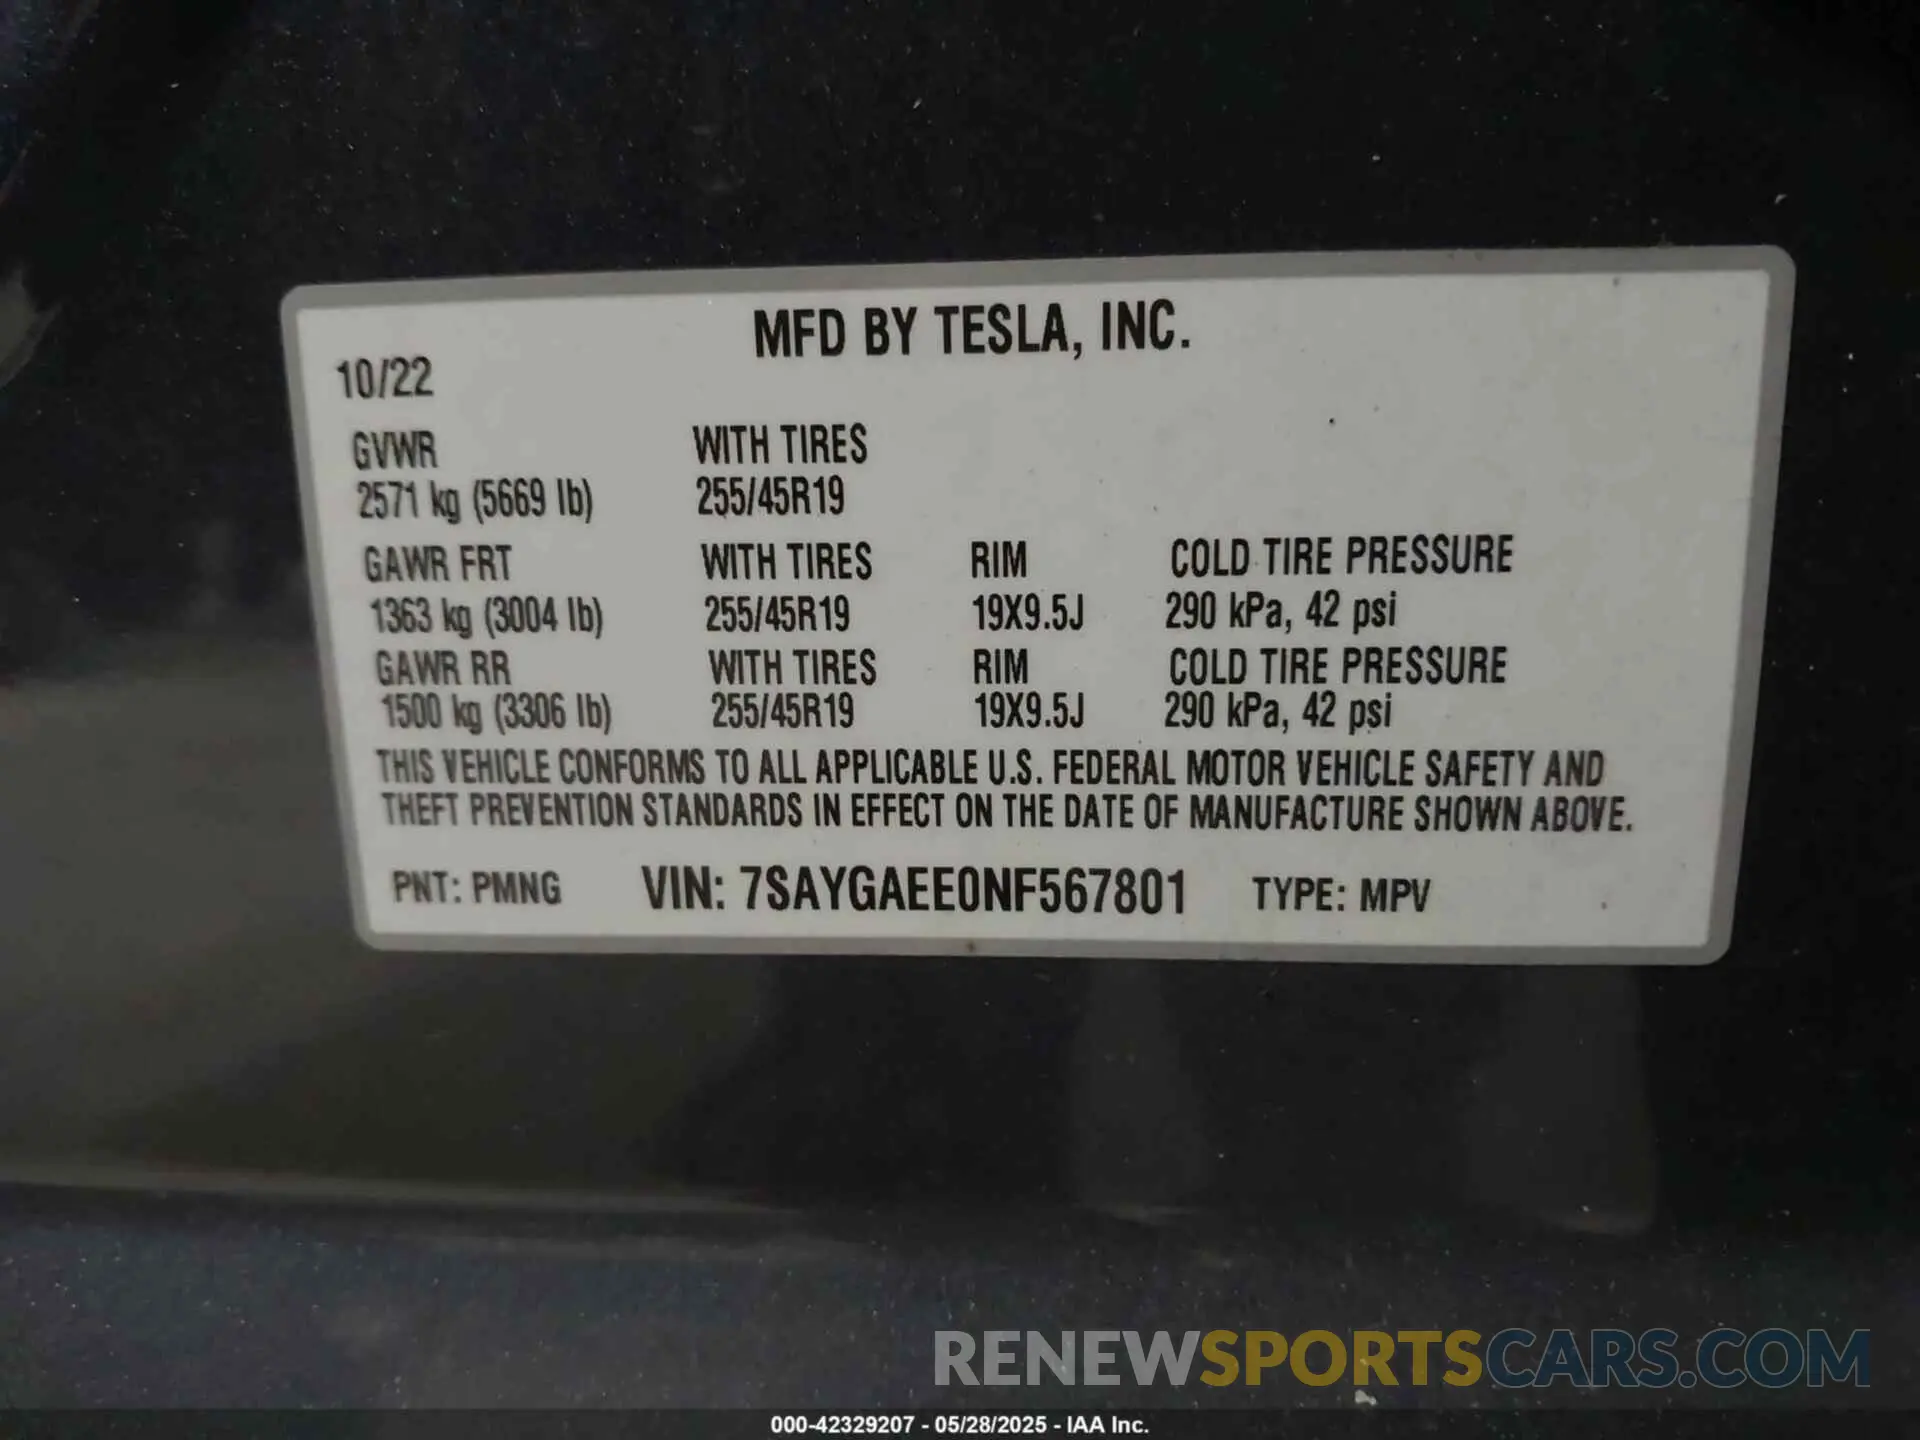 MFD BY TESLA, INC.
10/22
GVWR WITH TIRES
2571 kg (5669 lb) 255/45R19
GAWR FRT WITH TIRES RIM COLD TIRE PRESSURE
1363 kg (3004 lb) 255/45R19 19X9.5J 290 kPa, 42 psi
GAWR RR WITH TIRES RIM COLD TIRE PRESSURE
1500 kg (3306 lb) 255/45R19 19X9.5J 290 kPa, 42 psi
THIS VEHICLE CONFORMS TO ALL APPLICABLE U.S. FEDERAL MOTOR VEHICLE SAFETY AND
THEFT PREVENTION STANDARDS IN EFFECT ON THE DATE OF MANUFACTURE SHOWN ABOVE.
PNT: PMNG VIN: 7SAYGAEE0NF567801 TYPE: MPV
RENEWSPORTSCARS.COM
000-42329207 - 05/28/2025 - IAA Inc.